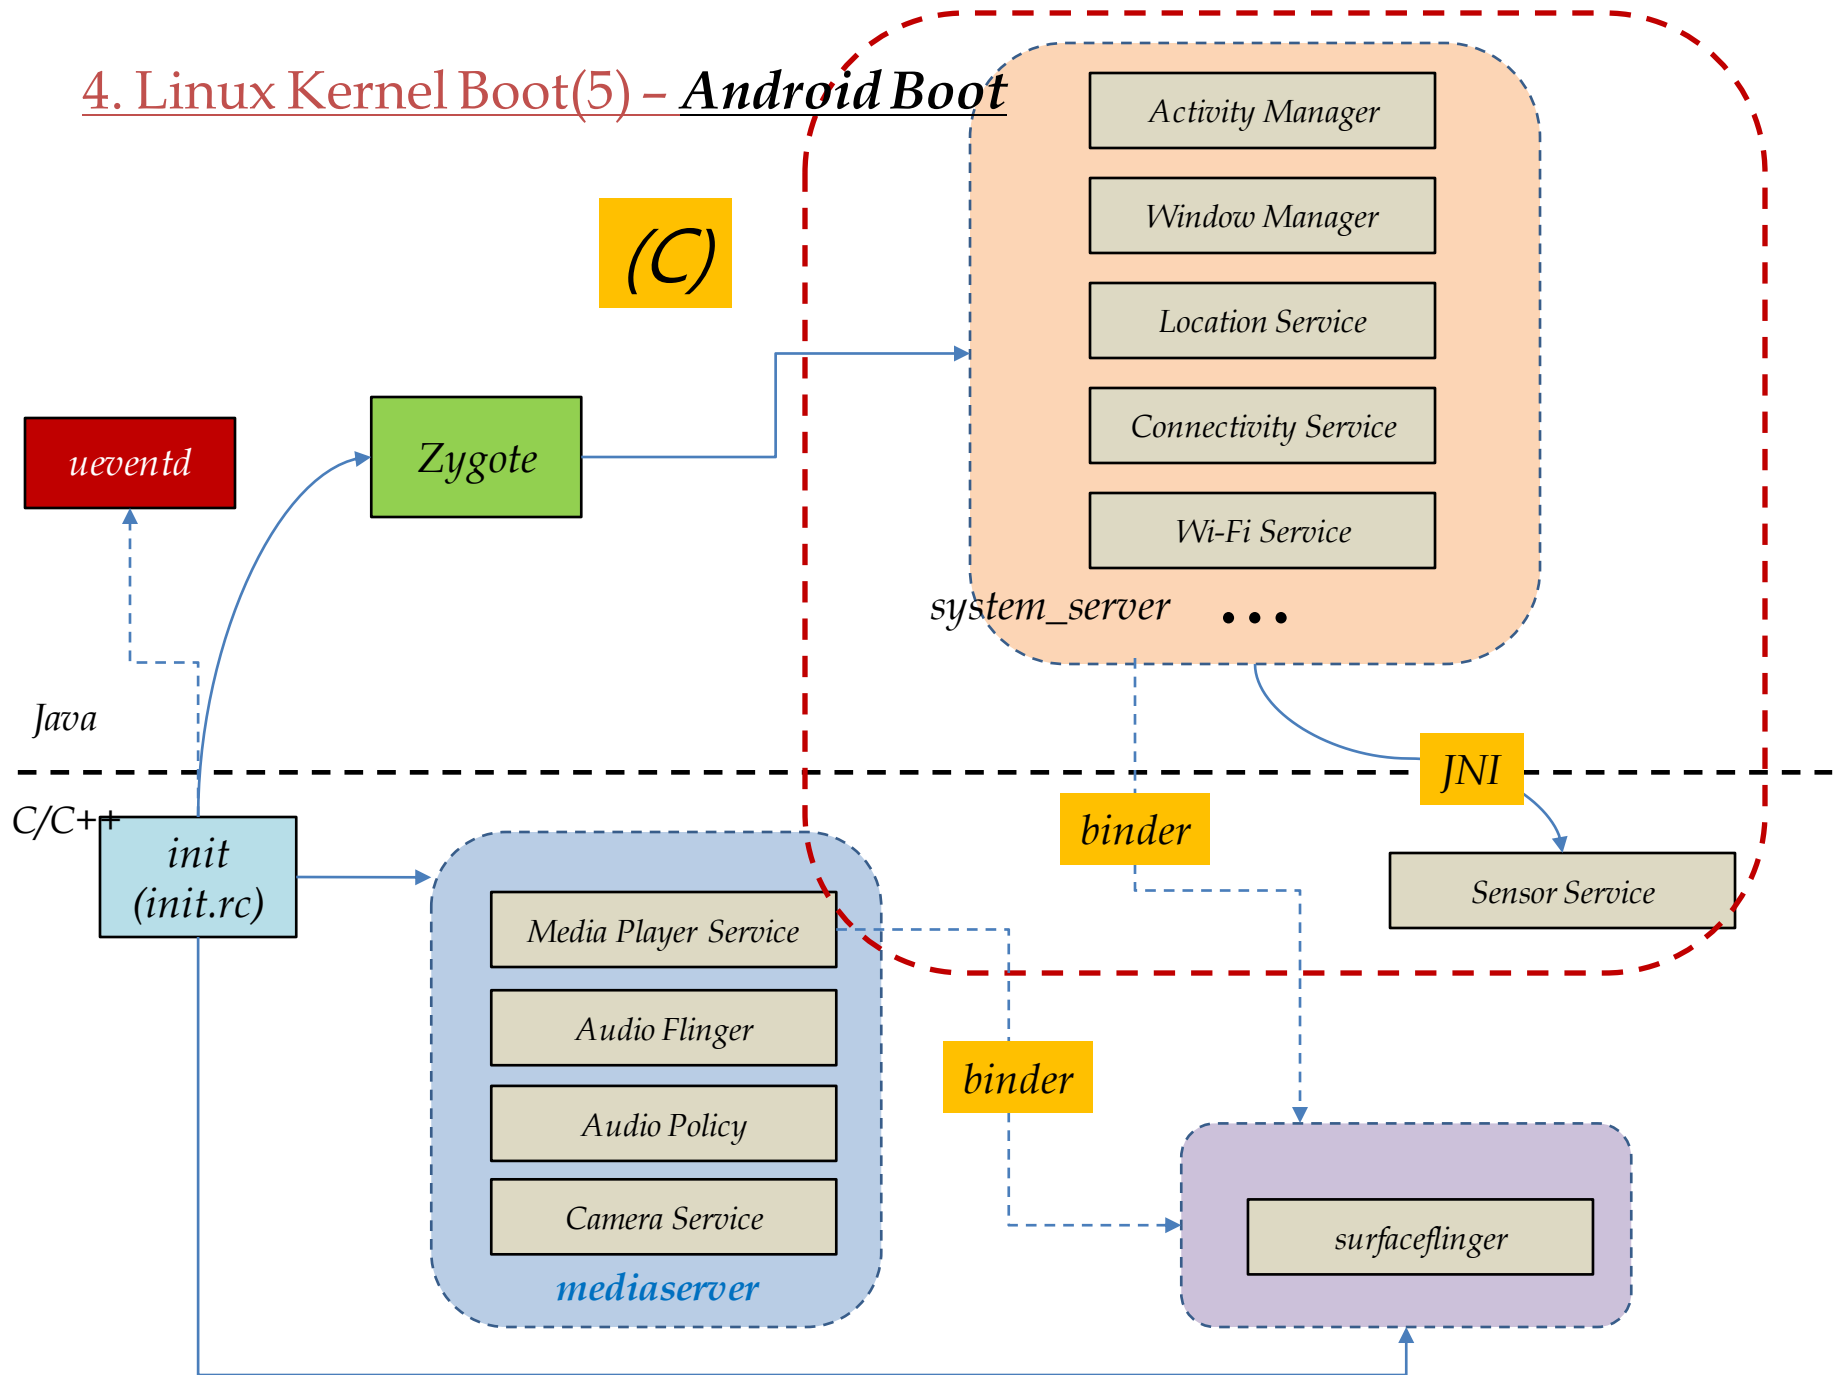 4. Linux Kernel Boot(5) – Android Boot
(C)
Activity Manager
Window Manager
Location Service
Connectivity Service
Wi-Fi Service
system_server ...
ueventd
Zygote
Java
C/C++
JNI
binder
init
(init.rc)
Sensor Service
Media Player Service
Audio Flinger
Audio Policy
Camera Service
mediaserver
binder
surfaceflinger